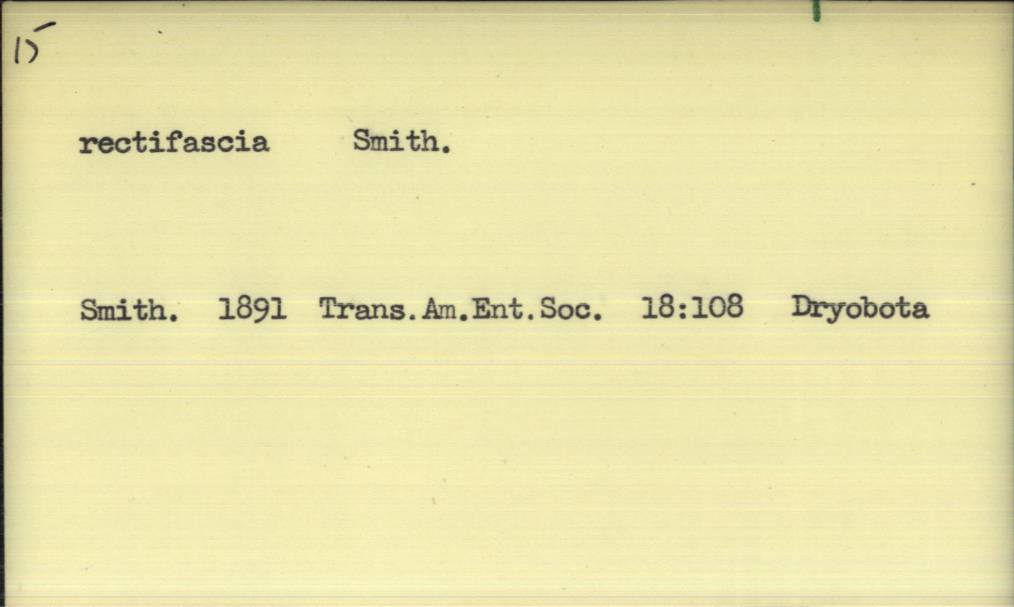 15
rectifascia Smith.
Smith. 1891 Trans.Am.Ent.Soc. 18:108 Dryobota